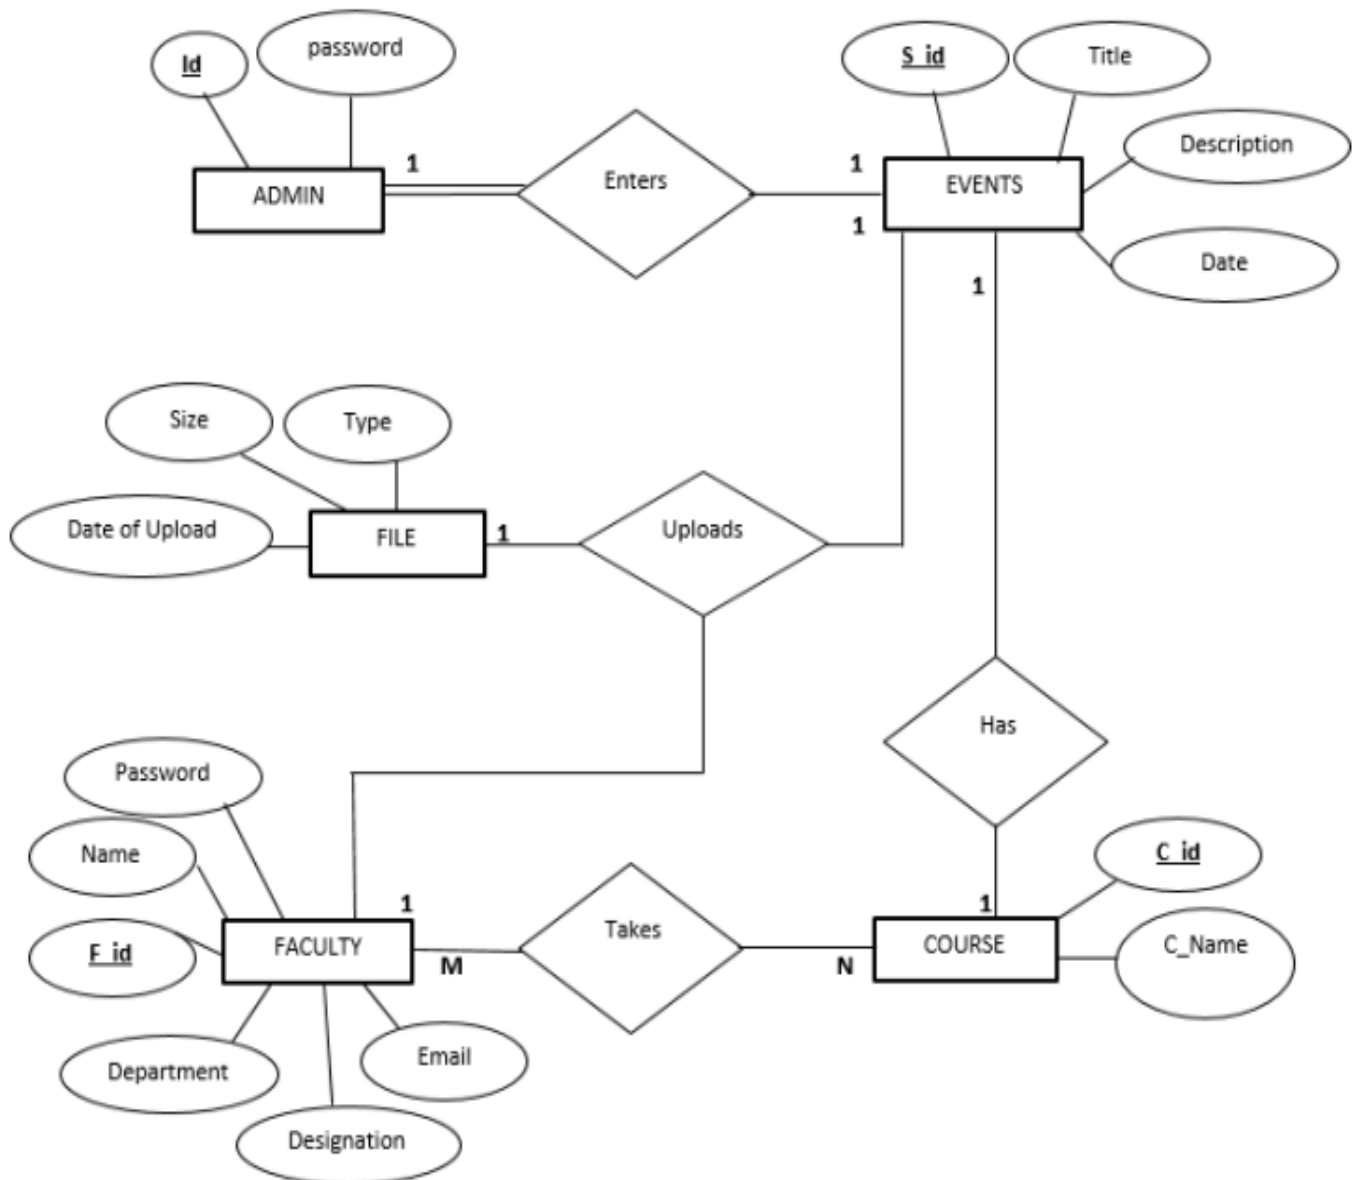 Id
password
S_id
Title
Description
Date
1
1
ADMIN
Enters
EVENTS
1
1
Size
Type
Date of Upload
FILE
1
Uploads
Has
Password
Name
F_id
1
FACULTY
M
Takes
N
1
COURSE
C_id
C_Name
Department
Email
Designation